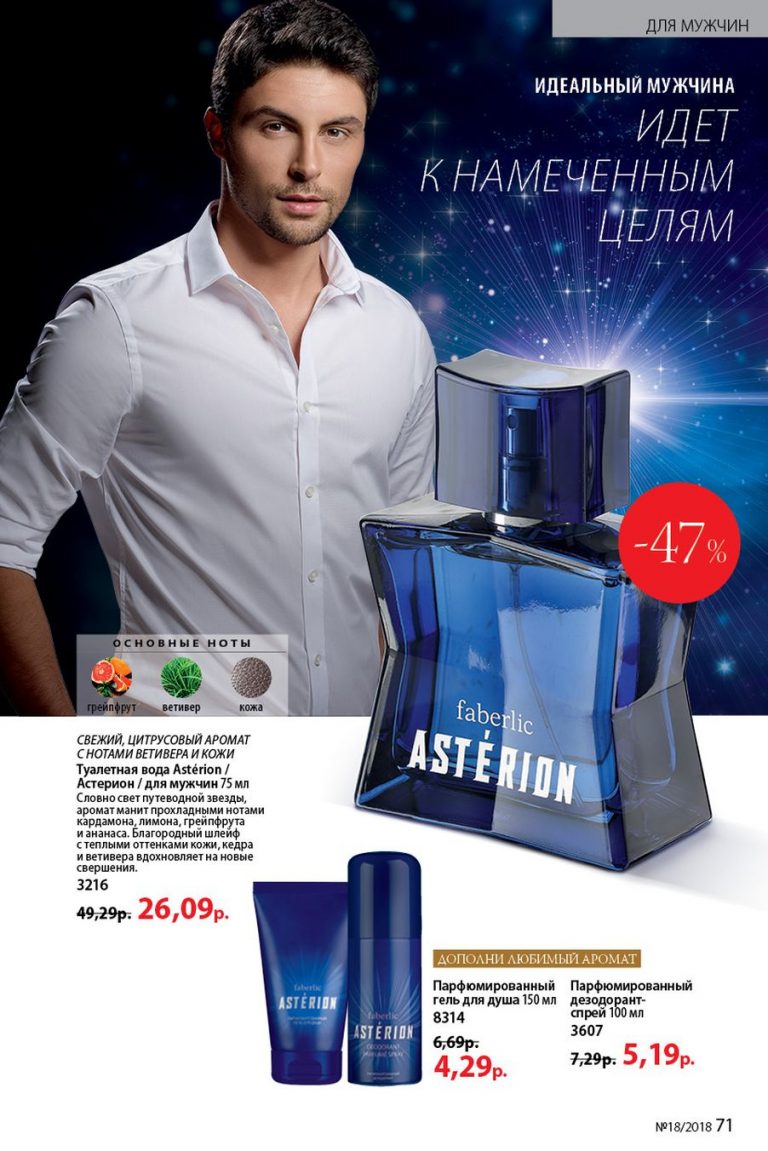 ДЛЯ МУЖЧИН
ИДЕАЛЬНЫЙ МУЖЧИНА
ИДЕТ
К НАМЕЧЕННЫМ
ЦЕЛЯМ
-47%
ОСНОВНЫЕ НОТЫ
грейпфрут
ветивер
кожа
faberlic
ASTÉRION
СВЕЖИЙ, ЦИТРУСОВЫЙ АРОМАТ
С НОТАМИ ВЕТИВЕРА И КОЖИ
Туалетная вода Astérion /
Астерион / для мужчин 75 мл
Словно свет путеводной звезды,
аромат манит прохладными нотами
кардамона, лимона, грейпфрута
и ананаса. Благородный шлейф
с теплыми оттенками кожи, кедра
и ветивера вдохновляет на новые
свершения.
3216
49,29р. 26,09р.
faberlic
ASTÉRION
faberlic
ASTÉRION
DEODORANT
PARFUME SPRAY
ДОПОЛНИ ЛЮБИМЫЙ АРОМАТ
Парфюмированный
гель для душа 150 мл
8314
6,69р.
4,29р.
Парфюмированный
дезодорант-
спрей 100 мл
3607
7,29р. 5,19р.
№18/2018 71